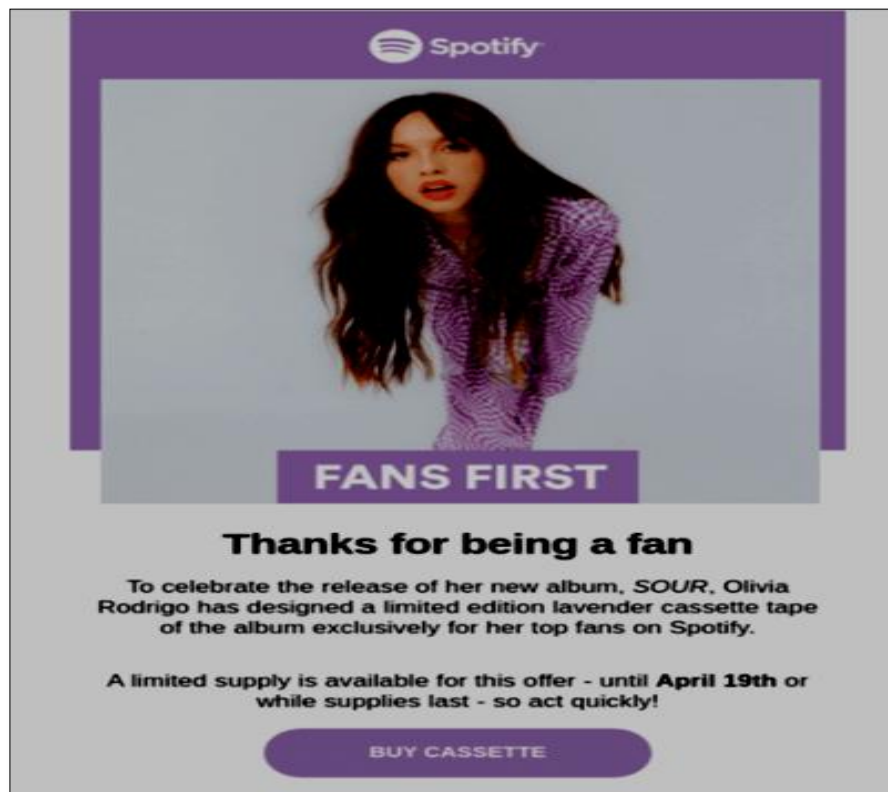 Spotify
FANS FIRST
Thanks for being a fan
To celebrate the release of her new album, SOUR, Olivia
Rodrigo has designed a limited edition lavender cassette tape
of the album exclusively for her top fans on Spotify.
A limited supply is available for this offer - until April 19th or
while supplies last - so act quickly!
BUY CASSETTE